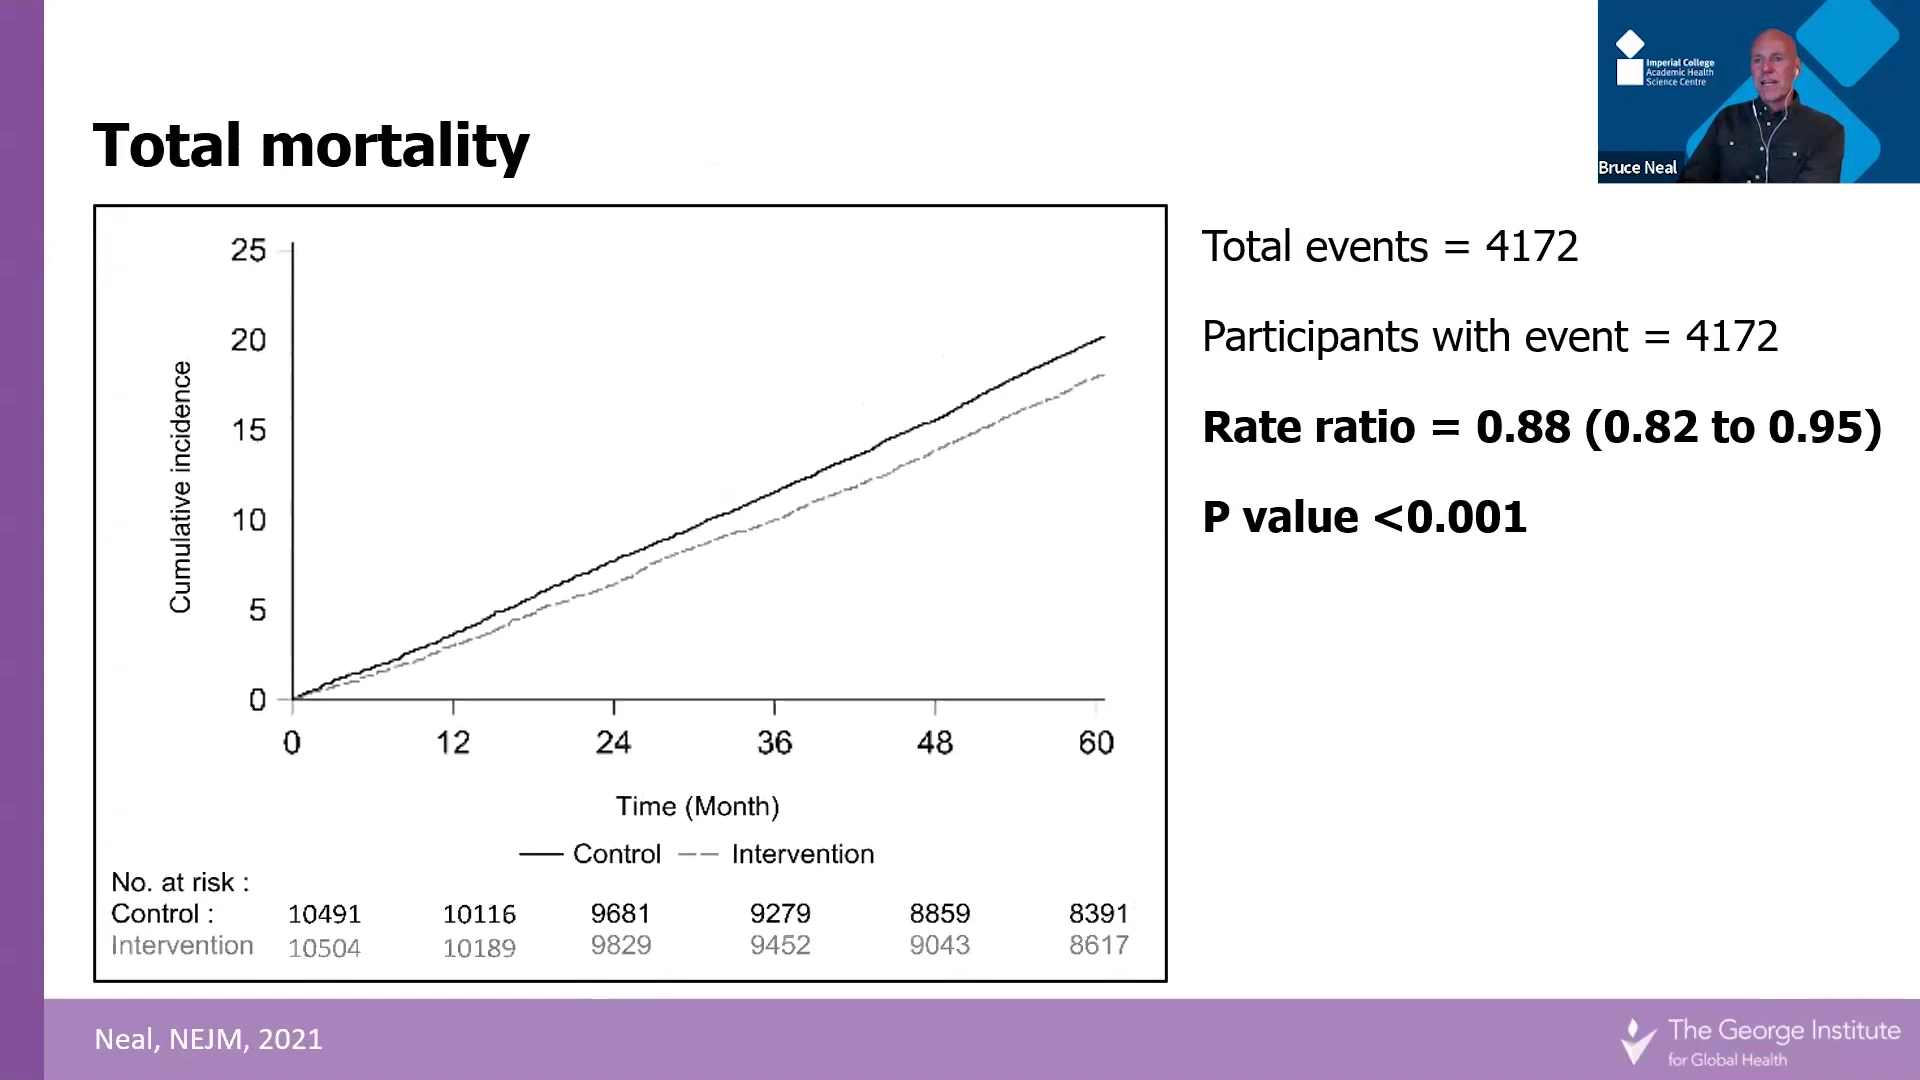 Imperial College
Academic Health
Science Centre
Bruce Neal
Total mortality
25
20
15
10
5
0
Cumulative incidence
0 12 24 36 48 60
Time (Month)
Control Intervention
No. at risk :
Control : 10491 10116 9681 9279 8859 8391
Intervention 10504 10189 9829 9452 9043 8617
Total events = 4172
Participants with event = 4172
Rate ratio = 0.88 (0.82 to 0.95)
P value <0.001
Neal, NEJM, 2021
The George Institute
for Global Health